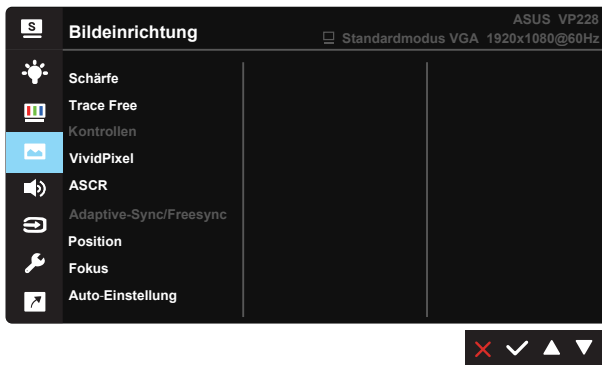 S
Bildeinrichtung
ASUS VP228
Standardmodus VGA 1920x1080@60Hz
Schärfe
Trace Free
Kontrollen
VividPixel
ASCR
Adaptive-Sync/Freesync
Position
Fokus
Auto-Einstellung